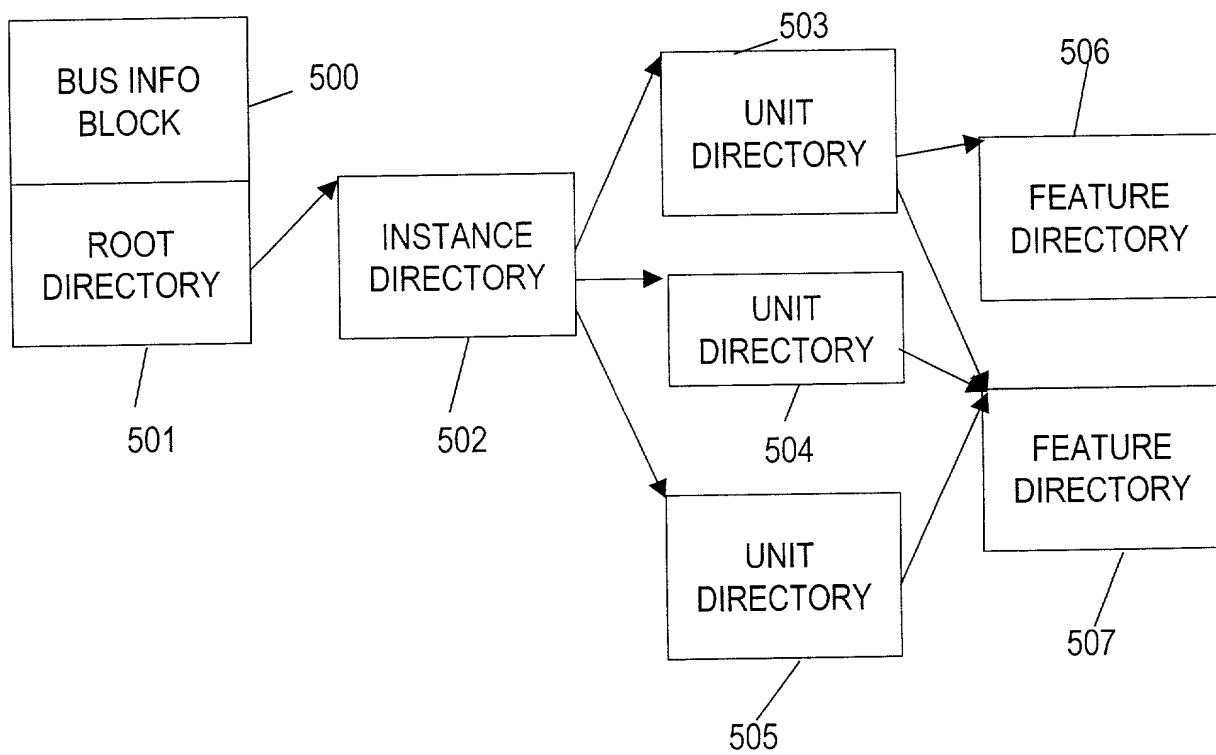 BUS INFO
BLOCK
500
ROOT
DIRECTORY
501
INSTANCE
DIRECTORY
502
503
UNIT
DIRECTORY
UNIT
DIRECTORY
504
UNIT
DIRECTORY
505
506
FEATURE
DIRECTORY
FEATURE
DIRECTORY
507